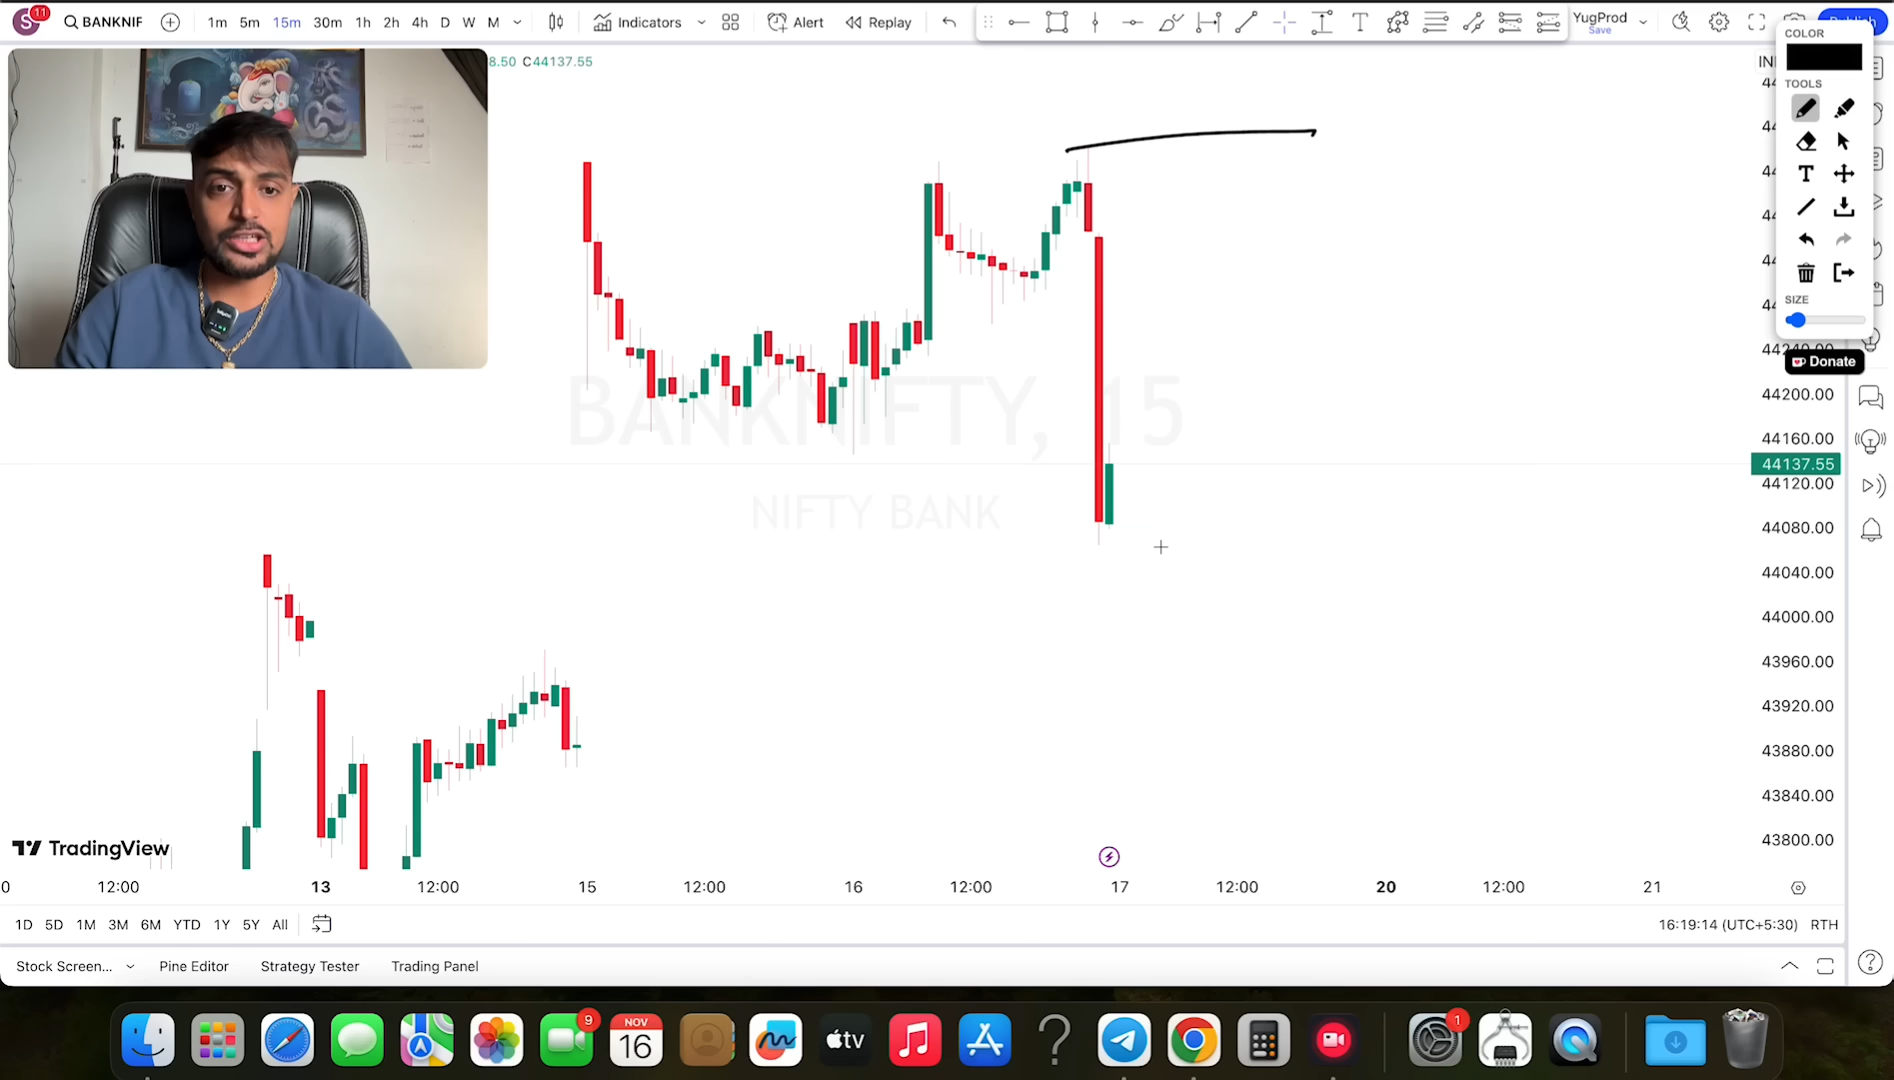 S 11 BANKNIF 1m 5m 15m 30m 1h 2h 4h D W M Indicators Alert Replay YugProd
Save
8.50 C44137.55
COLOR
TOOLS
T
SIZE
Donate
BANKNIFTY, 15
NIFTY BANK
44200.00
44160.00
44137.55
44120.00
44080.00
44040.00
44000.00
43960.00
43920.00
43880.00
43840.00
43800.00
TradingView
0 12:00 13 12:00 15 12:00 16 12:00 17 12:00 20 12:00 21
1D 5D 1M 3M 6M YTD 1Y 5Y All 16:19:14 (UTC+5:30) RTH
Stock Screen... Pine Editor Strategy Tester Trading Panel
9 NOV 16 tv 1